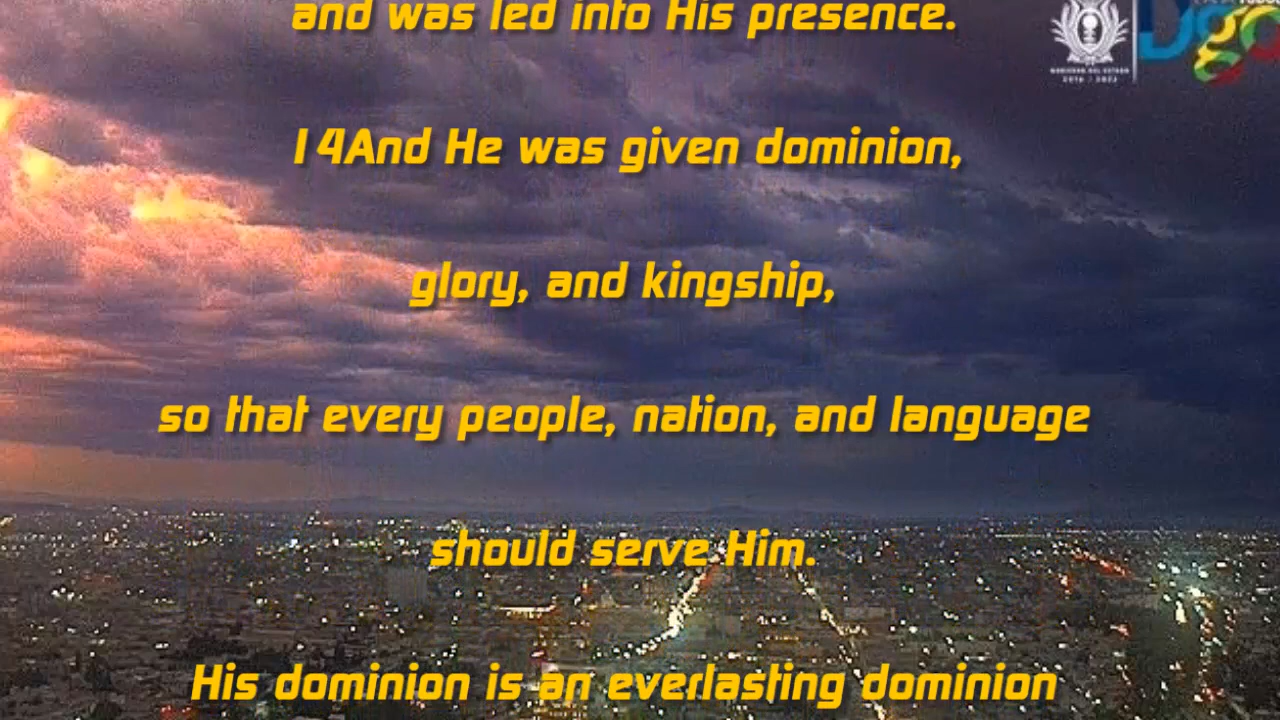 and was led into His presence.
14And He was given dominion,
glory, and kingship,
so that every people, nation, and language
should serve Him.
His dominion is an everlasting dominion
Dgo